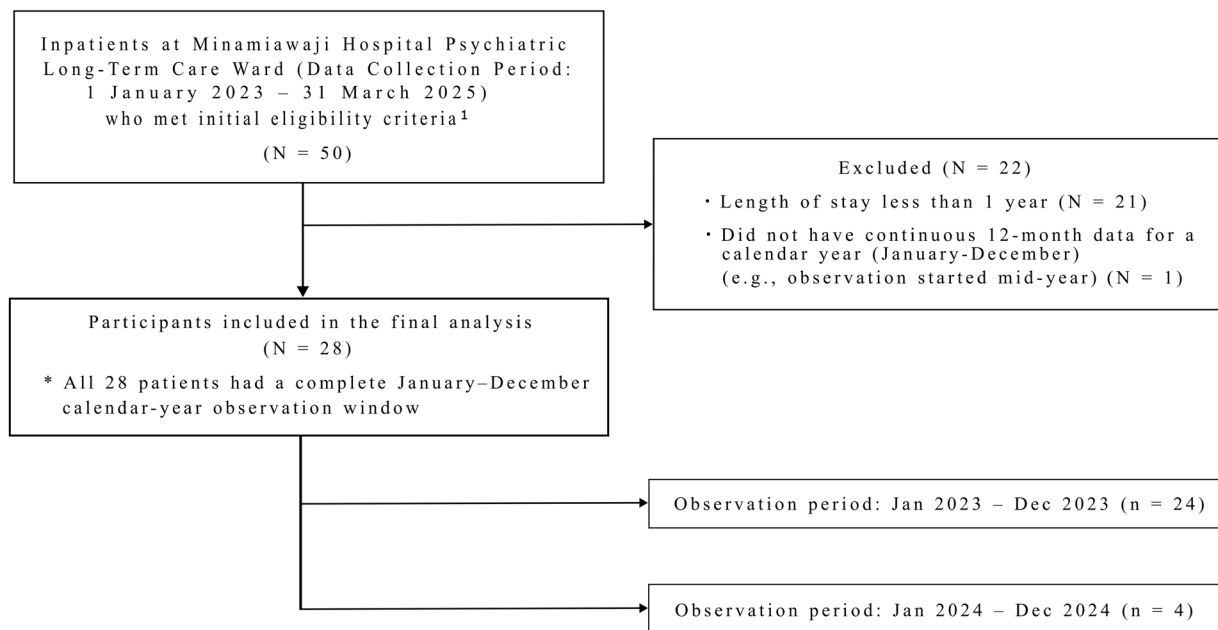 Inpatients at Minamiawaji Hospital Psychiatric
Long-Term Care Ward (Data Collection Period:
1 January 2023 – 31 March 2025)
who met initial eligibility criteria¹
(N = 50)
Excluded (N = 22)
・Length of stay less than 1 year (N = 21)
・Did not have continuous 12-month data for a
calendar year (January-December)
(e.g., observation started mid-year) (N = 1)
Participants included in the final analysis
(N = 28)
* All 28 patients had a complete January–December
calendar-year observation window
Observation period: Jan 2023 – Dec 2023 (n = 24)
Observation period: Jan 2024 – Dec 2024 (n = 4)